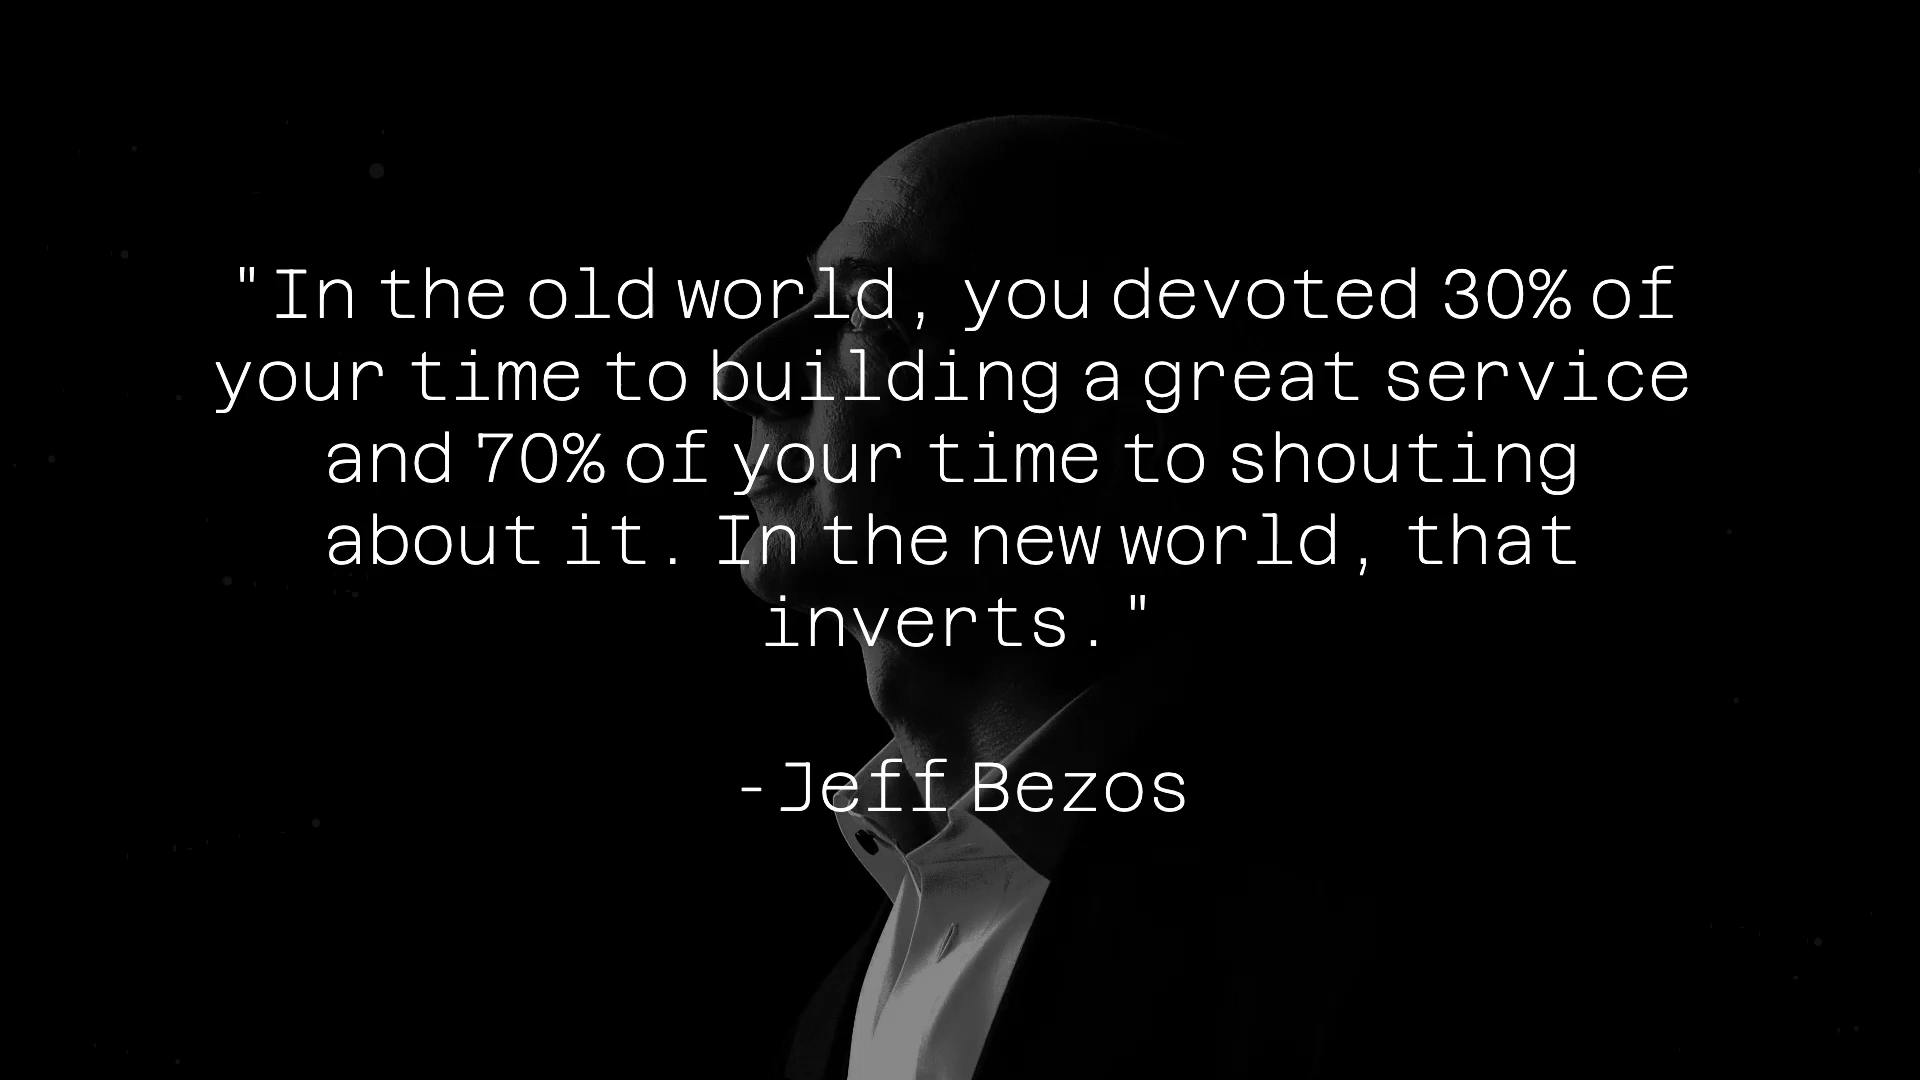 "In the old world, you devoted 30% of
your time to building a great service
and 70% of your time to shouting
about it. In the new world, that
inverts."
-Jeff Bezos